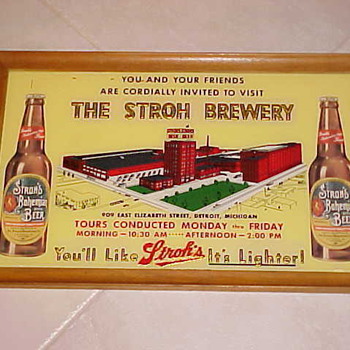 YOU AND YOUR FRIENDS
ARE CORDIALLY INVITED TO VISIT
THE STROH BREWERY
909 EAST ELIZABETH STREET, DETROIT, MICHIGAN
TOURS CONDUCTED MONDAY thru FRIDAY
MORNING — 10:30 AM ····· AFTERNOON — 2:00 PM
You'll Like Stroh's It's Lighter!
Stroh's
Bohemian
BEER
Stroh's
Bohemian
BEER